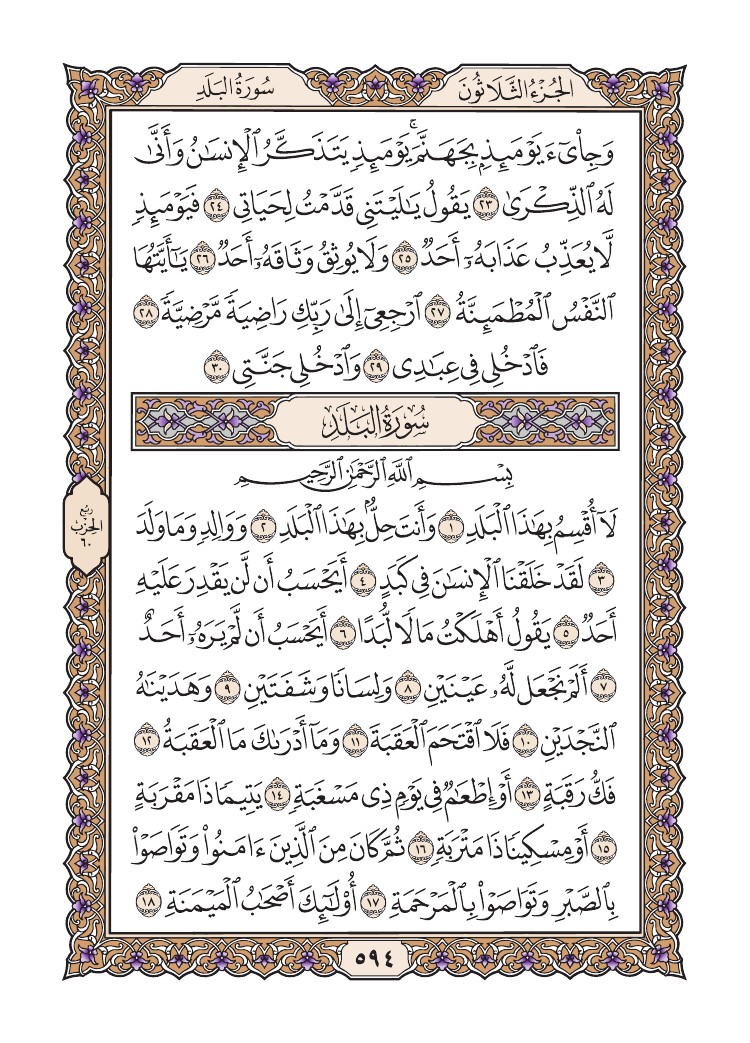 الجُزْءُ الثَّلَاثُونَ
سُورَةُ البَلَدِ
وَجِاْىٓءَ يَوْمَئِذِۭ بِجَهَنَّمَۚ يَوْمَئِذٖ يَتَذَكَّرُ ٱلْإِنسَٰنُ وَأَنَّىٰ
لَهُ ٱلذِّكْرَىٰ ٢٣ يَقُولُ يَٰلَيْتَنِى قَدَّمْتُ لِحَيَاتِى ٢٤ فَيَوْمَئِذٖ
لَّا يُعَذِّبُ عَذَابَهُۥٓ أَحَدٞ ٢٥ وَلَا يُوثِقُ وَثَاقَهُۥٓ أَحَدٞ ٢٦ يَٰٓأَيَّتُهَا
ٱلنَّفْسُ ٱلْمُطْمَئِنَّةُ ٢٧ ٱرْجِعِىٓ إِلَىٰ رَبِّكِ رَاضِيَةٗ مَّرْضِيَّةٗ ٢٨
فَٱدْخُلِى فِى عِبَٰدِى ٢٩ وَٱدْخُلِى جَنَّتِى ٣٠
سُورَةُ البَلَدِ
بِسْمِ ٱللَّهِ ٱلرَّحْمَٰنِ ٱلرَّحِيمِ
لَآ أُقْسِمُ بِهَٰذَا ٱلْبَلَدِ ١ وَأَنتَ حِلُّۢ بِهَٰذَا ٱلْبَلَدِ ٢ وَوَالِدٖ وَمَا وَلَدَ
٣ لَقَدْ خَلَقْنَا ٱلْإِنسَٰنَ فِى كَبَدٍ ٤ أَيَحْسَبُ أَن لَّن يَقْدِرَ عَلَيْهِ
أَحَدٞ ٥ يَقُولُ أَهْلَكْتُ مَالٗا لُّبَدًا ٦ أَيَحْسَبُ أَن لَّمْ يَرَهُۥٓ أَحَدٌ
٧ أَلَمْ نَجْعَل لَّهُۥ عَيْنَيْنِ ٨ وَلِسَانٗا وَشَفَتَيْنِ ٩ وَهَدَيْنَٰهُ
ٱلنَّجْدَيْنِ ١٠ فَلَا ٱقْتَحَمَ ٱلْعَقَبَةَ ١١ وَمَآ أَدْرَىٰكَ مَا ٱلْعَقَبَةُ ١٢
فَكُّ رَقَبَةٍ ١٣ أَوْ إِطْعَٰمٞ فِى يَوْمٖ ذِى مَسْغَبَةٖ ١٤ يَتِيمٗا ذَا مَقْرَبَةٍ
١٥ أَوْ مِسْكِينٗا ذَا مَتْرَبَةٖ ١٦ ثُمَّ كَانَ مِنَ ٱلَّذِينَ ءَامَنُوا۟ وَتَوَاصَوْا۟
بِٱلصَّبْرِ وَتَوَاصَوْا۟ بِٱلْمَرْحَمَةِ ١٧ أُو۟لَٰٓئِكَ أَصْحَٰبُ ٱلْمَيْمَنَةِ ١٨
رُبْع
الحِزْبِ
٦٠
٥٩٤